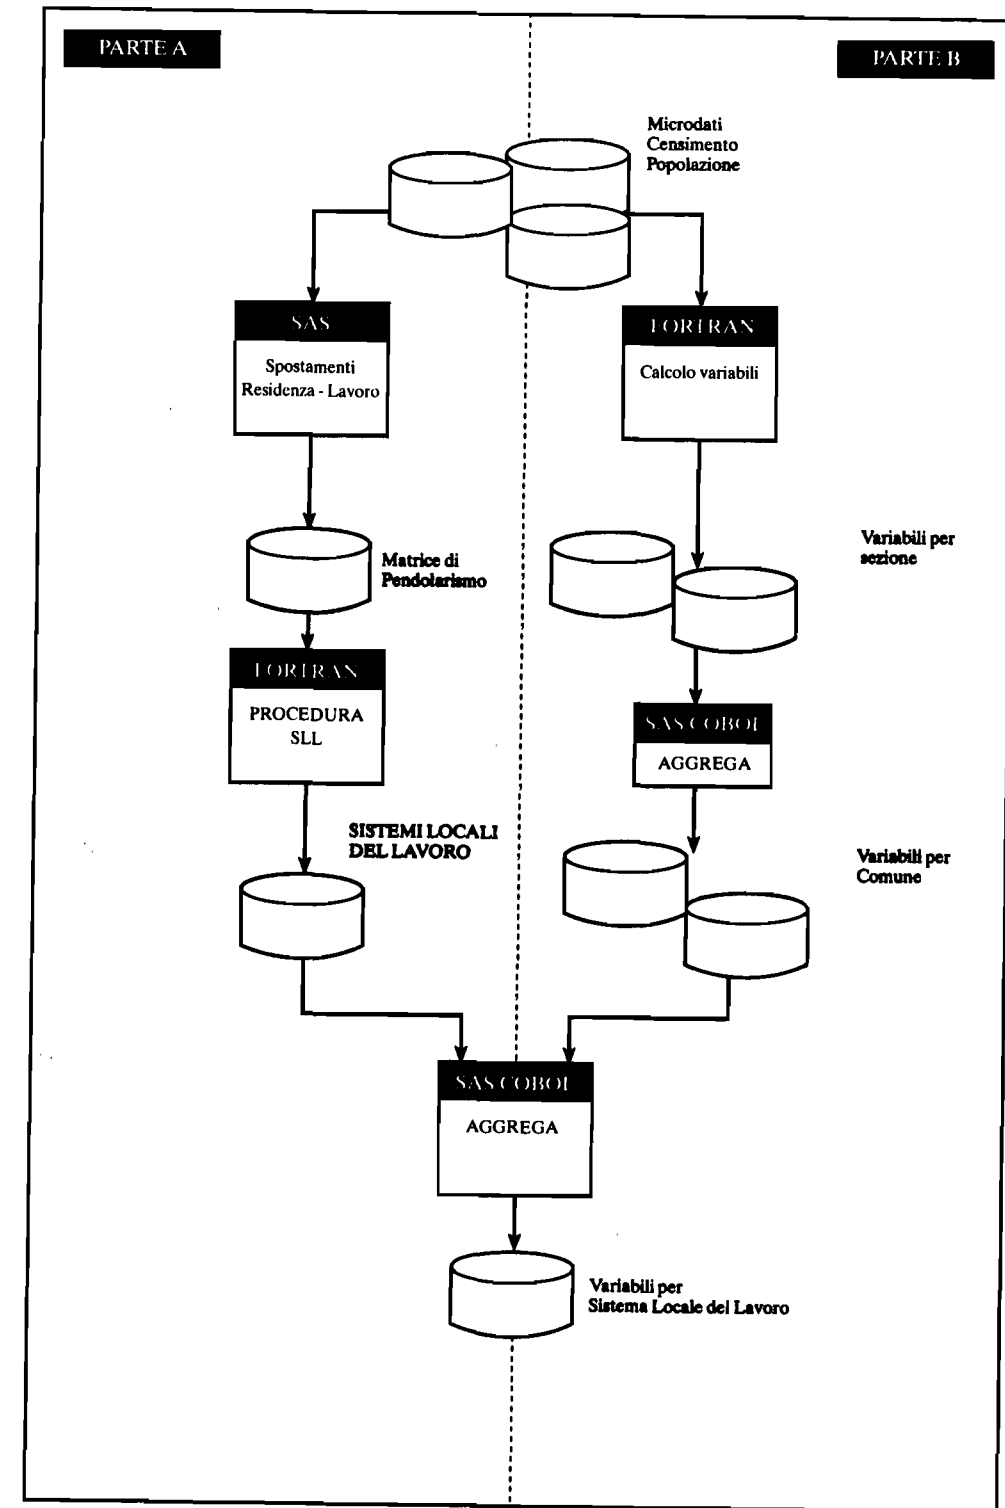 PARTE A
PARTE B
Microdati
Censimento
Popolazione
SAS
Spostamenti
Residenza - Lavoro
FORTRAN
Calcolo variabili
Matrice di
Pendolarismo
Variabili per
sezione
FORTRAN
PROCEDURA
SLL
SAS COBOL
AGGREGA
SISTEMI LOCALI
DEL LAVORO
Variabili per
Comune
SAS COBOL
AGGREGA
Variabili per
Sistema Locale del Lavoro